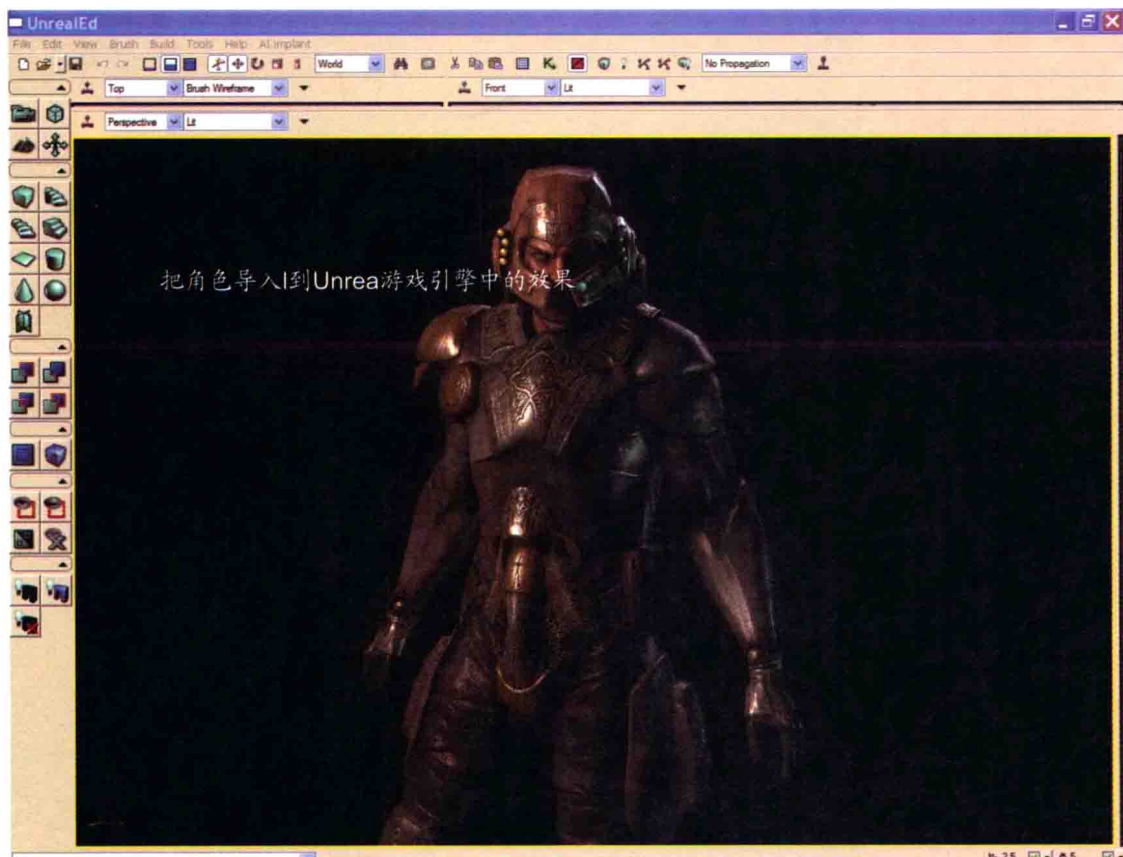 UnrealEd
File Edit View Brush Build Tools Help AI.implant
World No Propagation
Top Brush Wireframe Front Lit
Perspective Lit
把角色导入l到Unrea游戏引擎中的效果